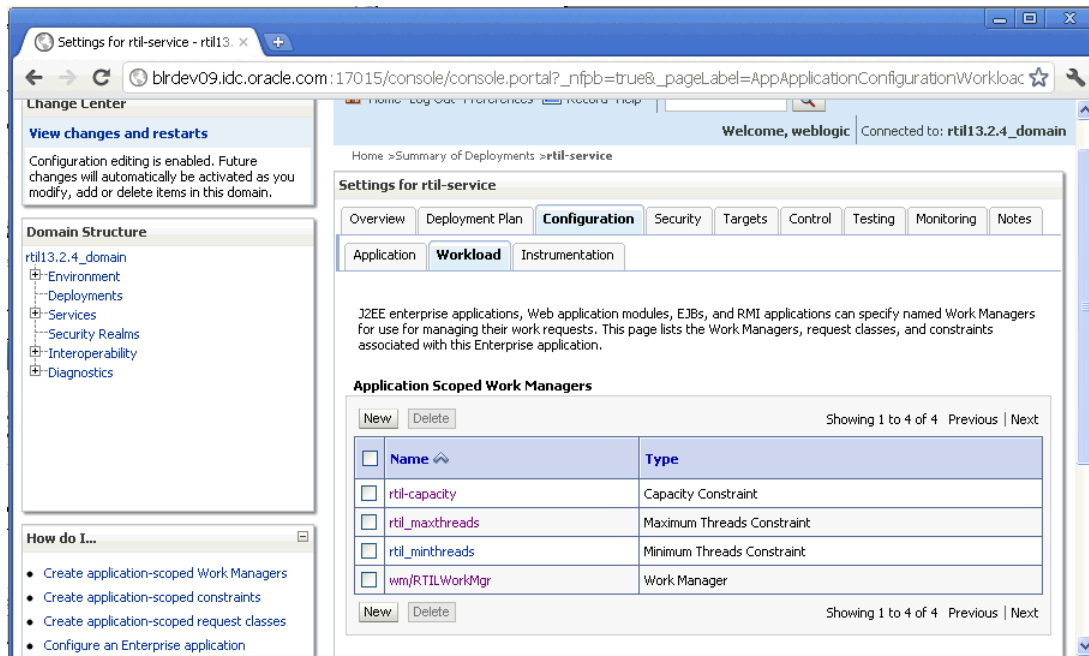 Settings for rtil-service - rtil13.
blrdev09.idc.oracle.com:17015/console/console.portal?_nfpb=true&_pageLabel=AppApplicationConfigurationWorkloac
Change Center
View changes and restarts
Configuration editing is enabled. Future
changes will automatically be activated as you
modify, add or delete items in this domain.
Domain Structure
rtil13.2.4_domain
Environment
Deployments
Services
Security Realms
Interoperability
Diagnostics
How do I...
Create application-scoped Work Managers
Create application-scoped constraints
Create application-scoped request classes
Configure an Enterprise application
Home Log Out Preferences Record Help
Welcome, weblogic Connected to: rtil13.2.4_domain
Home >Summary of Deployments >rtil-service
Settings for rtil-service
Overview Deployment Plan Configuration Security Targets Control Testing Monitoring Notes
Application Workload Instrumentation
J2EE enterprise applications, Web application modules, EJBs, and RMI applications can specify named Work Managers
for use for managing their work requests. This page lists the Work Managers, request classes, and constraints
associated with this Enterprise application.
Application Scoped Work Managers
New Delete Showing 1 to 4 of 4 Previous | Next
Name Type
rtil-capacity Capacity Constraint
rtil_maxthreads Maximum Threads Constraint
rtil_minthreads Minimum Threads Constraint
wm/RTILWorkMgr Work Manager
New Delete Showing 1 to 4 of 4 Previous | Next